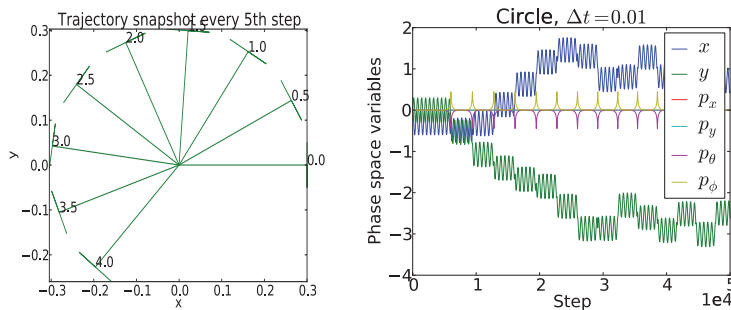 Trajectory snapshot every 5th step
0.3
0.2
0.1
0.0
−0.1
−0.2
y
−0.3 −0.2 −0.1 0.0 0.1 0.2 0.3
x
0.0
0.5
1.0
2.0
2.5
3.0
3.5
4.0
Circle, Δt=0.01
2
1
0
−1
−2
−3
−4
Phase space variables
0 1 2 3 4 5
1e4
Step
x
y
p_x
p_y
p_θ
p_ϕ